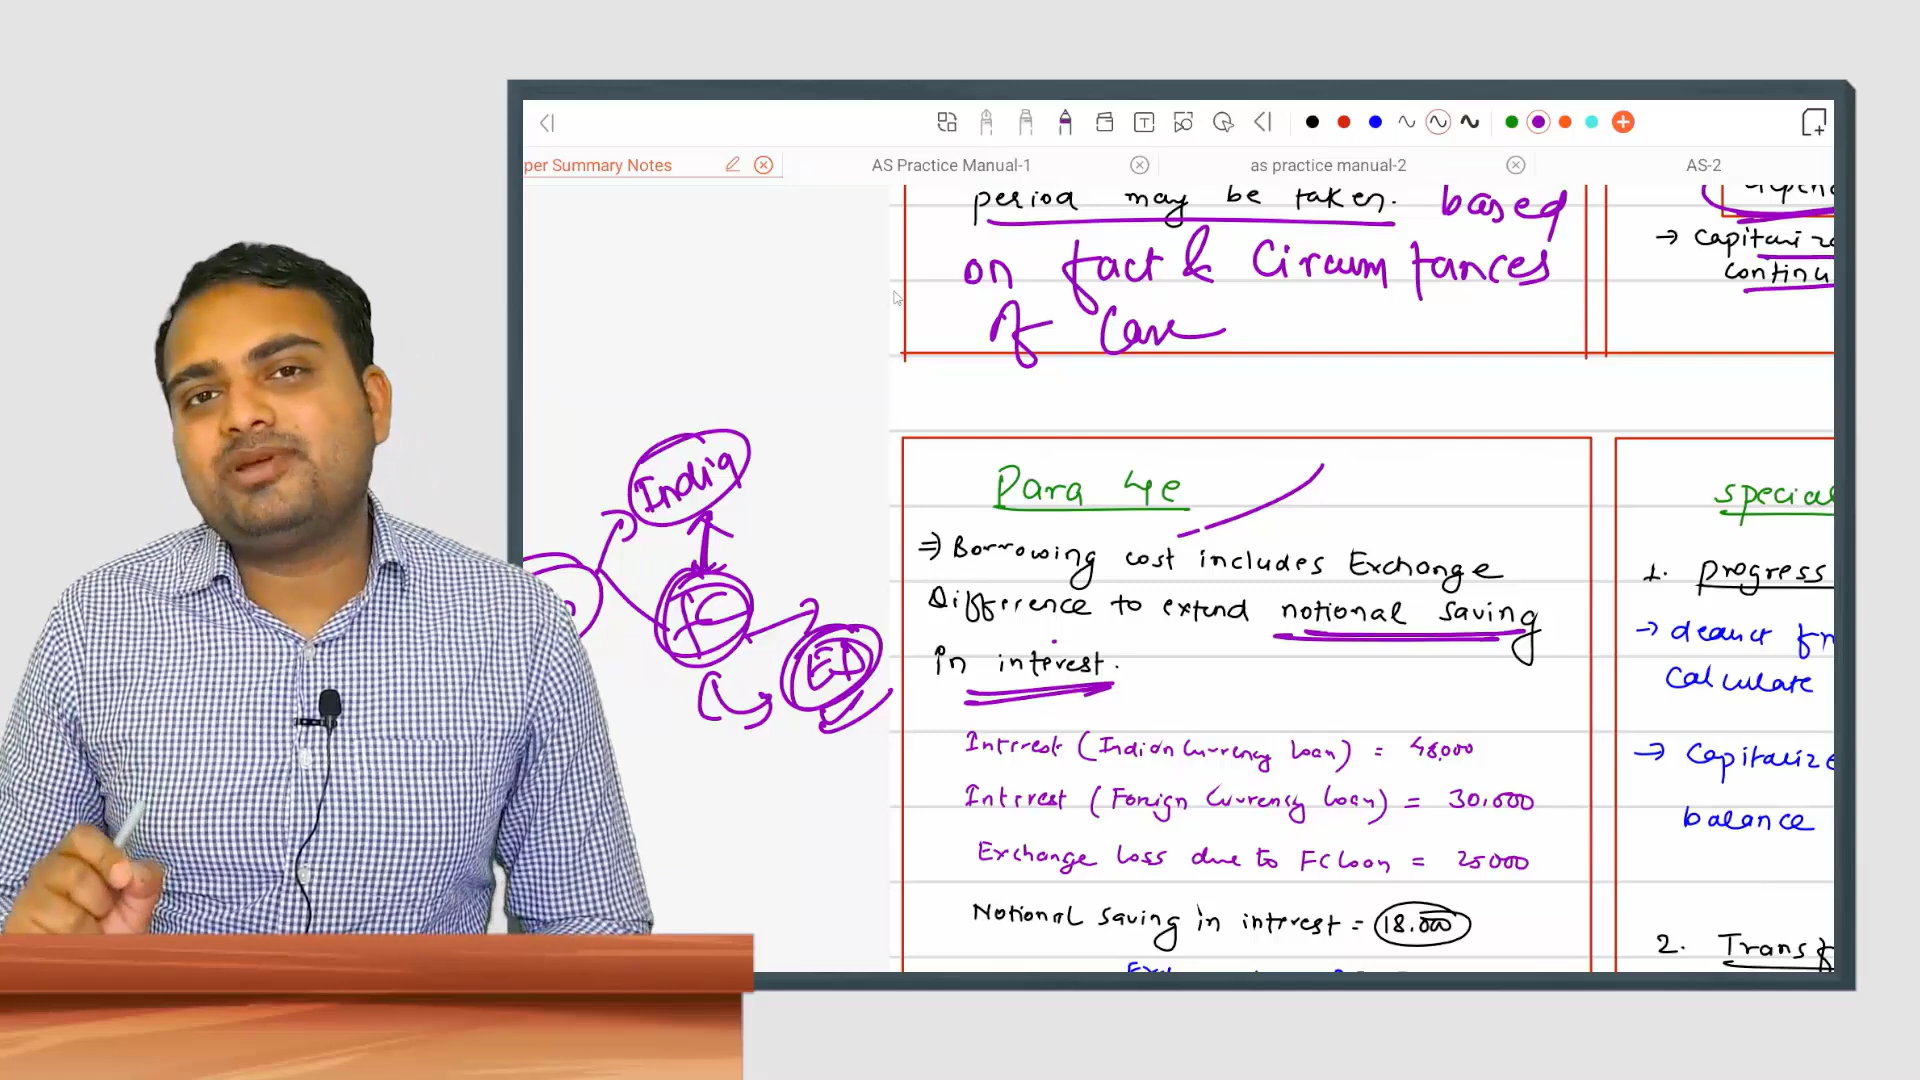 per Summary Notes
AS Practice Manual-1
as practice manual-2
AS-2
period may be taken. based
on fact & Circumtances
of Case
India
FC
ED
Para 4e
⇒ Borrowing cost includes Exchange
Difference to extend notional saving
in interest.
Interest (Indian Currency loan) = 48,000
Interest (Foreign Currency loan) = 30,000
Exchange loss due to FC loan = 25000
Notional saving in interest = 18,000
→ capitaliz
continu
special
1. progress
→ deduct fr
calculate
→ Capitalize
balance
2. Transf